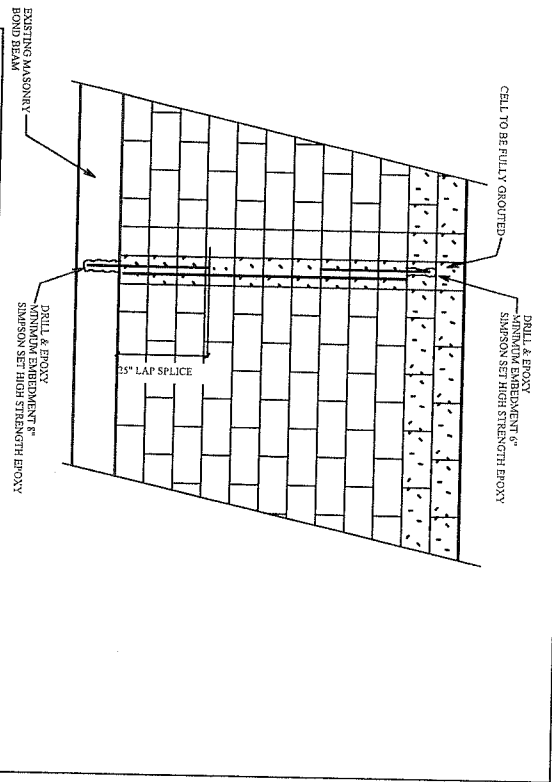 CELL TO BE FULLY GROUTED
DRILL & EPOXY
MINIMUM EMBEDMENT 6"
SIMPSON SET HIGH STRENGTH EPOXY
25" LAP SPLICE
EXISTING MASONRY
BOND BEAM
DRILL & EPOXY
MINIMUM EMBEDMENT 8"
SIMPSON SET HIGH STRENGTH EPOXY